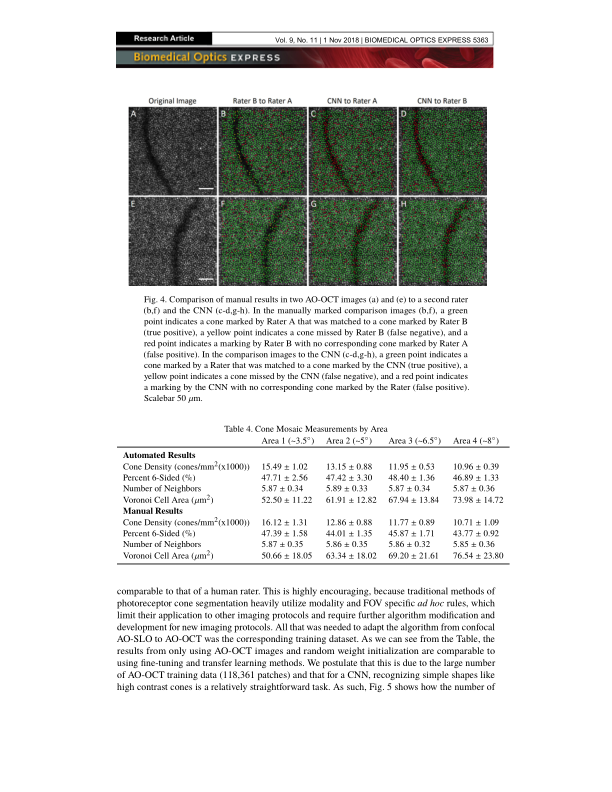 Research Article
Vol. 9, No. 11 | 1 Nov 2018 | BIOMEDICAL OPTICS EXPRESS 5363
Biomedical Optics EXPRESS
Original Image Rater B to Rater A CNN to Rater A CNN to Rater B
A B C D
E F G H
Fig. 4. Comparison of manual results in two AO-OCT images (a) and (e) to a second rater
(b,f) and the CNN (c-d,g-h). In the manually marked comparison images (b,f), a green
point indicates a cone marked by Rater A that was matched to a cone marked by Rater B
(true positive), a yellow point indicates a cone missed by Rater B (false negative), and a
red point indicates a marking by Rater B with no corresponding cone marked by Rater A
(false positive). In the comparison images to the CNN (c-d,g-h), a green point indicates a
cone marked by a Rater that was matched to a cone marked by the CNN (true positive), a
yellow point indicates a cone missed by the CNN (false negative), and a red point indicates
a marking by the CNN with no corresponding cone marked by the Rater (false positive).
Scalebar 50 μm.
Table 4. Cone Mosaic Measurements by Area
Area 1 (~3.5°) Area 2 (~5°) Area 3 (~6.5°) Area 4 (~8°)
Automated Results
Cone Density (cones/mm²(x1000)) 15.49 ± 1.02 13.15 ± 0.88 11.95 ± 0.53 10.96 ± 0.39
Percent 6-Sided (%) 47.71 ± 2.56 47.42 ± 3.30 48.40 ± 1.36 46.89 ± 1.33
Number of Neighbors 5.87 ± 0.34 5.89 ± 0.33 5.87 ± 0.34 5.87 ± 0.36
Voronoi Cell Area (μm²) 52.50 ± 11.22 61.91 ± 12.82 67.94 ± 13.84 73.98 ± 14.72
Manual Results
Cone Density (cones/mm²(x1000)) 16.12 ± 1.31 12.86 ± 0.88 11.77 ± 0.89 10.71 ± 1.09
Percent 6-Sided (%) 47.39 ± 1.58 44.01 ± 1.35 45.87 ± 1.71 43.77 ± 0.92
Number of Neighbors 5.87 ± 0.35 5.86 ± 0.35 5.86 ± 0.32 5.85 ± 0.36
Voronoi Cell Area (μm²) 50.66 ± 18.05 63.34 ± 18.02 69.20 ± 21.61 76.54 ± 23.80
comparable to that of a human rater. This is highly encouraging, because traditional methods of
photoreceptor cone segmentation heavily utilize modality and FOV specific ad hoc rules, which
limit their application to other imaging protocols and require further algorithm modification and
development for new imaging protocols. All that was needed to adapt the algorithm from confocal
AO-SLO to AO-OCT was the corresponding training dataset. As we can see from the Table, the
results from only using AO-OCT images and random weight initialization are comparable to
using fine-tuning and transfer learning methods. We postulate that this is due to the large number
of AO-OCT training data (118,361 patches) and that for a CNN, recognizing simple shapes like
high contrast cones is a relatively straightforward task. As such, Fig. 5 shows how the number of